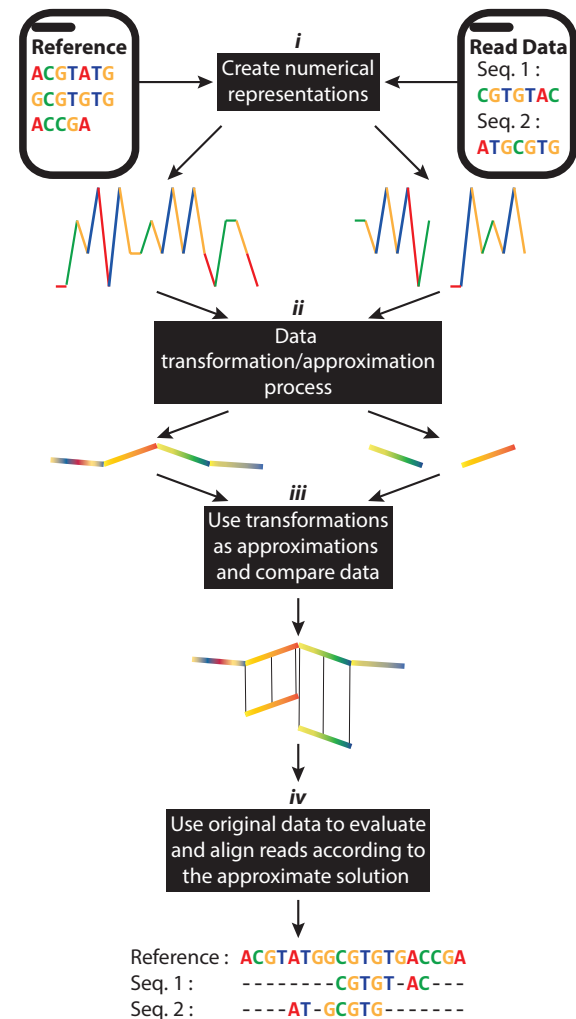 Reference
ACGTATG
GCGTGTG
ACCGA
i
Create numerical
representations
Read Data
Seq. 1 :
CGTGTAC
Seq. 2 :
ATGCGTG
ii
Data
transformation/approximation
process
iii
Use transformations
as approximations
and compare data
iv
Use original data to evaluate
and align reads according to
the approximate solution
Reference : ACGTATGGCGTGTGACCGA
Seq. 1 : --------CGTGT-AC--
Seq. 2 : ----AT-GCGTG-------